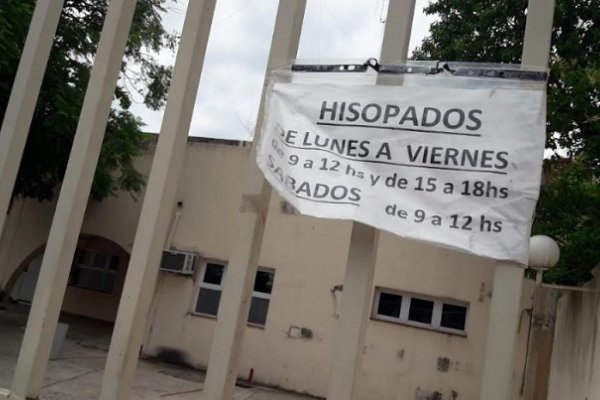 HISOPADOS
DE LUNES A VIERNES
de 9 a 12 hs y de 15 a 18hs
SABADOS de 9 a 12 hs